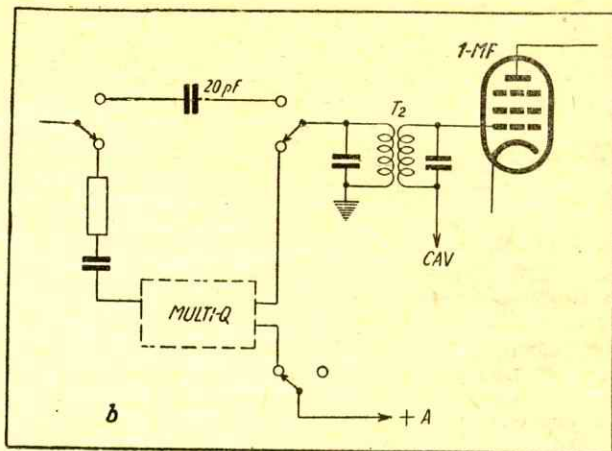 1-MF
20 pF
T2
CAV
MULTI-Q
b
+ A